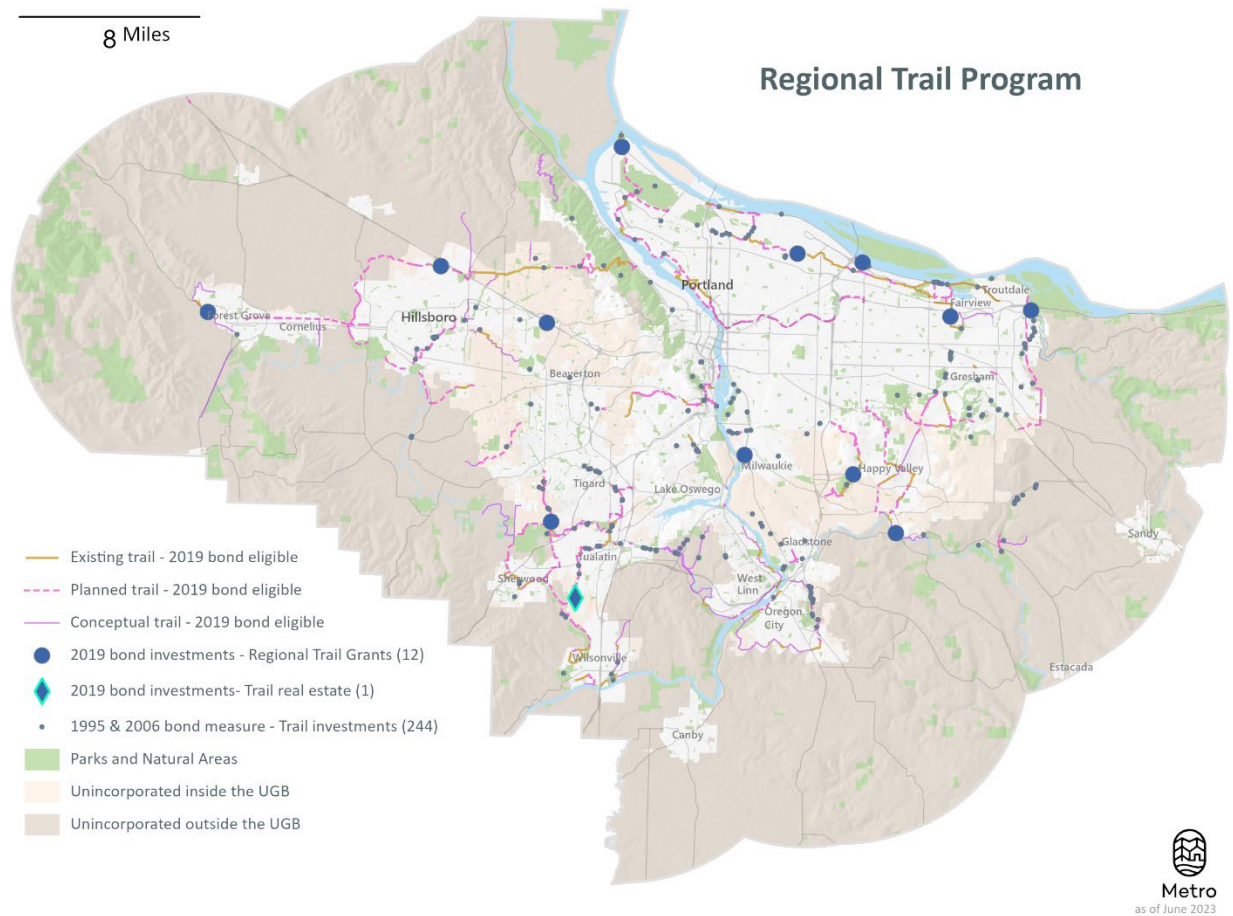 8 Miles
Regional Trail Program
Portland
Troutdale
Fairview
Forest Grove
Cornelius
Hillsboro
Beaverton
Gresham
Milwaukie
Happy Valley
Tigard
Lake Oswego
Gladstone
Sandy
Tualatin
Sherwood
West
Linn
Oregon
City
Wilsonville
Estacada
Canby
Existing trail - 2019 bond eligible
Planned trail - 2019 bond eligible
Conceptual trail - 2019 bond eligible
2019 bond investments - Regional Trail Grants (12)
2019 bond investments- Trail real estate (1)
1995 & 2006 bond measure - Trail investments (244)
Parks and Natural Areas
Unincorporated inside the UGB
Unincorporated outside the UGB
Metro
as of June 2023